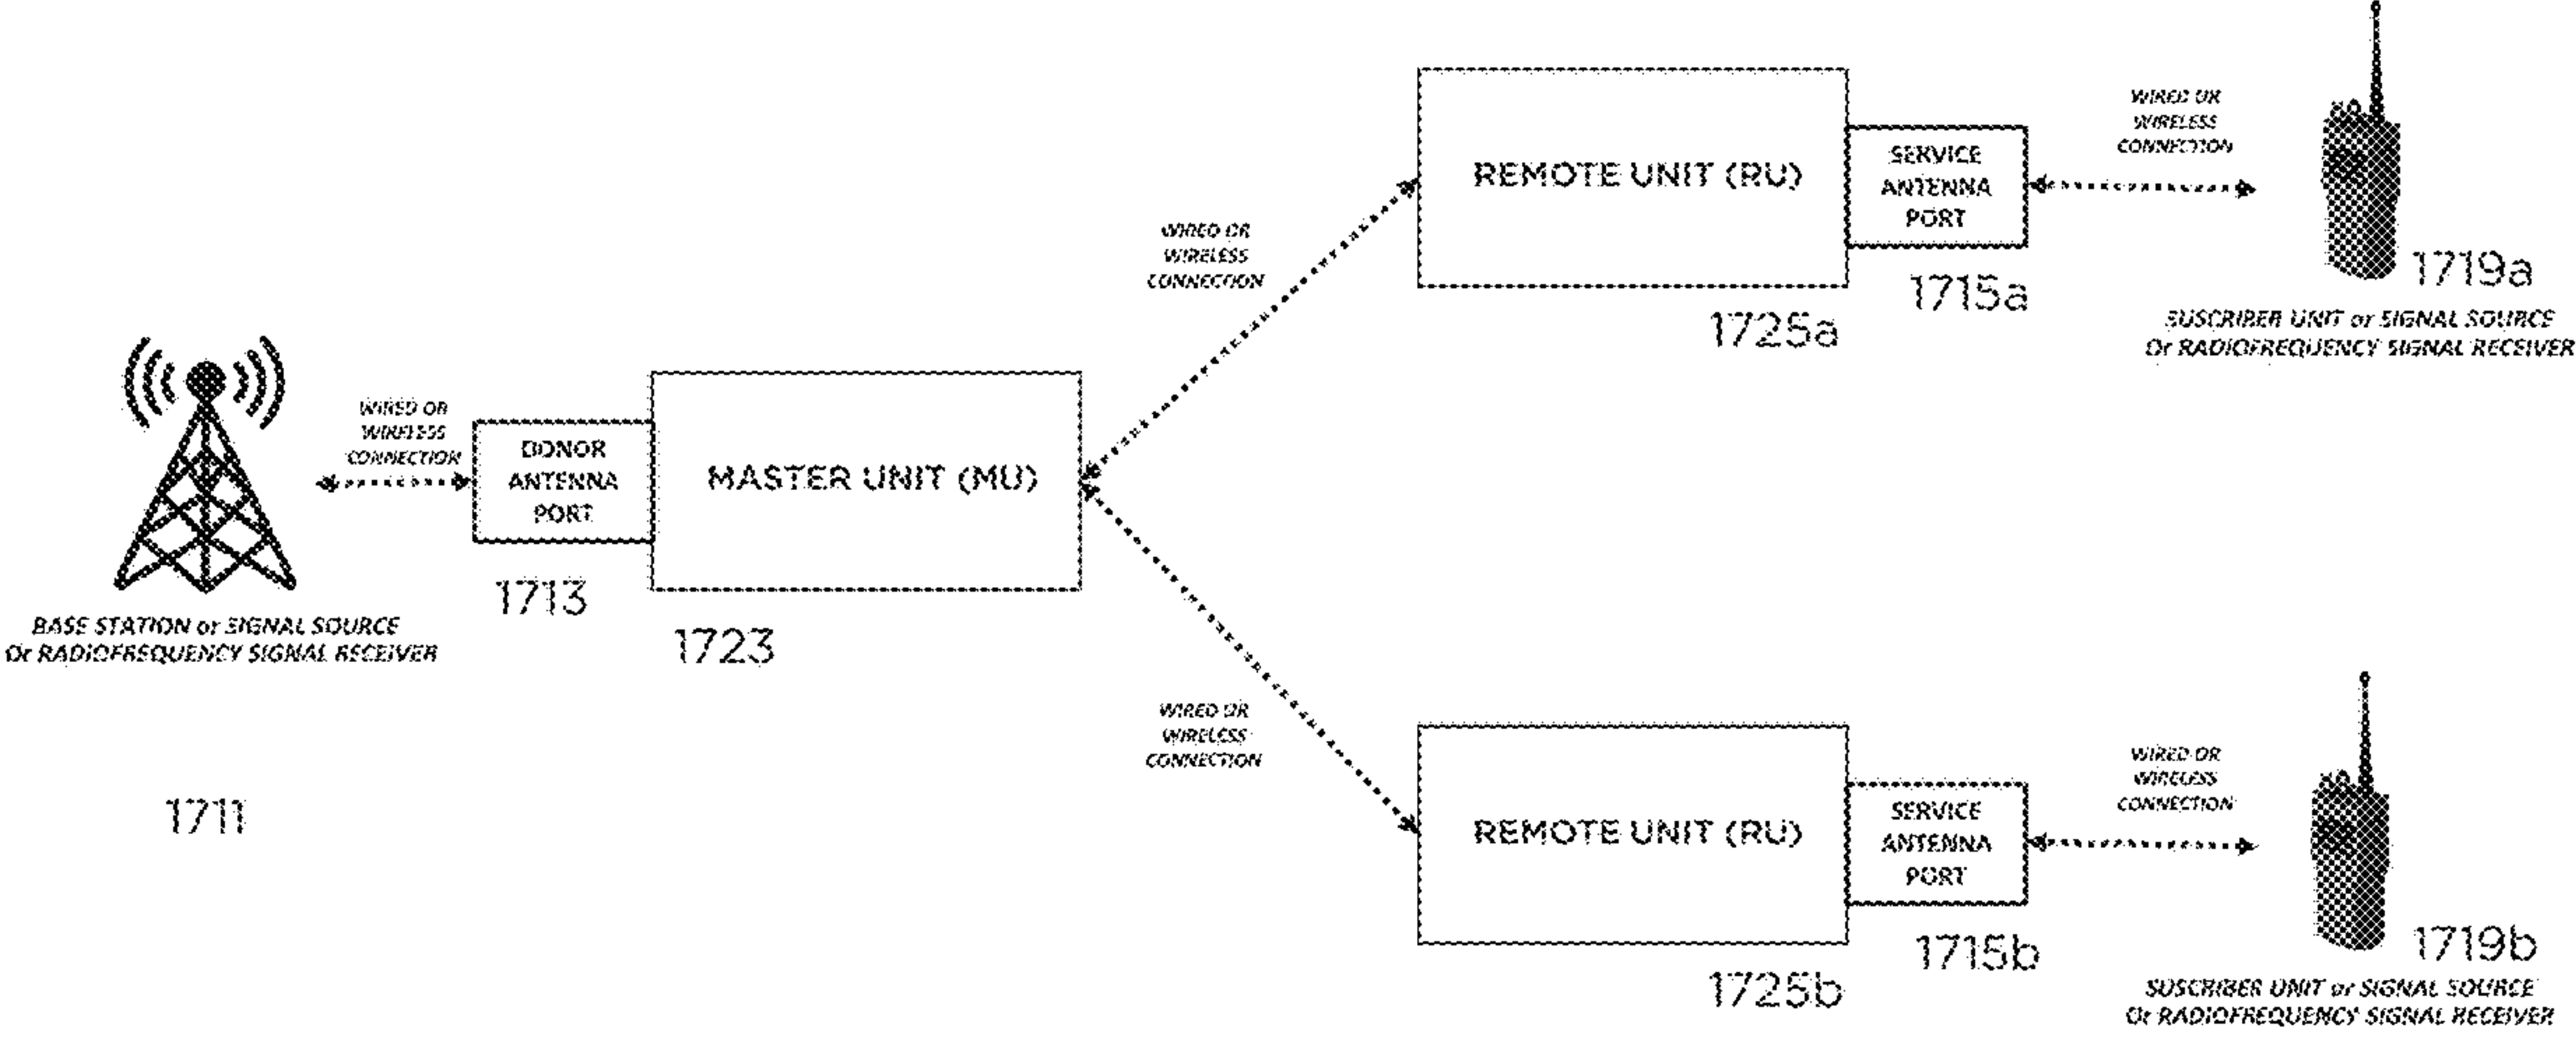 WIRED OR
WIRELESS
CONNECTION
REMOTE UNIT (RU)
SERVICE
ANTENNA
PORT
1719a
1715a
1725a
SUSCRIBER UNIT or SIGNAL SOURCE
Or RADIOFREQUENCY SIGNAL RECEIVER
WIRED OR
WIRELESS
CONNECTION
WIRED OR
WIRELESS
CONNECTION
DONOR
ANTENNA
PORT
MASTER UNIT (MU)
1713
1723
BASE STATION or SIGNAL SOURCE
Or RADIOFREQUENCY SIGNAL RECEIVER
1711
WIRED OR
WIRELESS
CONNECTION
REMOTE UNIT (RU)
SERVICE
ANTENNA
PORT
WIRED OR
WIRELESS
CONNECTION
1719b
1715b
1725b
SUSCRIBER UNIT or SIGNAL SOURCE
Or RADIOFREQUENCY SIGNAL RECEIVER